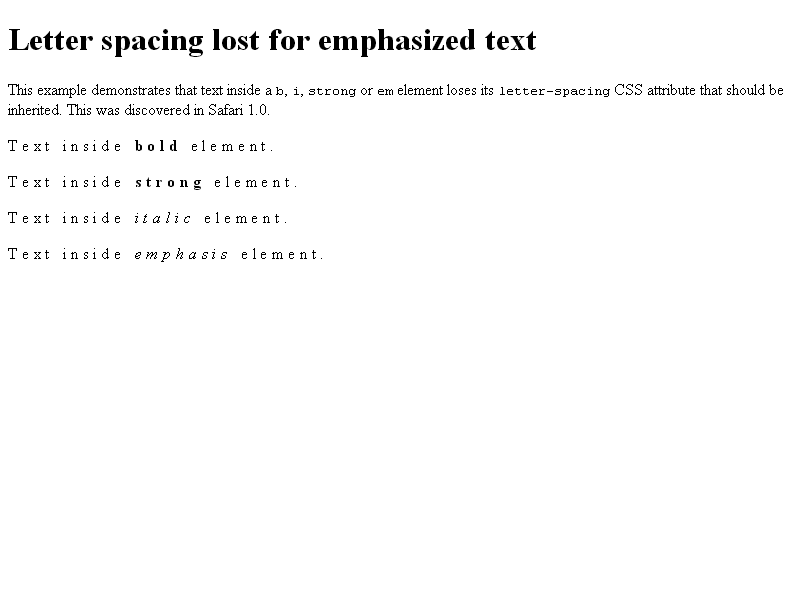 Letter spacing lost for emphasized text
This example demonstrates that text inside a b, i, strong or em element loses its letter-spacing CSS attribute that should be
inherited. This was discovered in Safari 1.0.
Text inside bold element.
Text inside strong element.
Text inside italic element.
Text inside emphasis element.